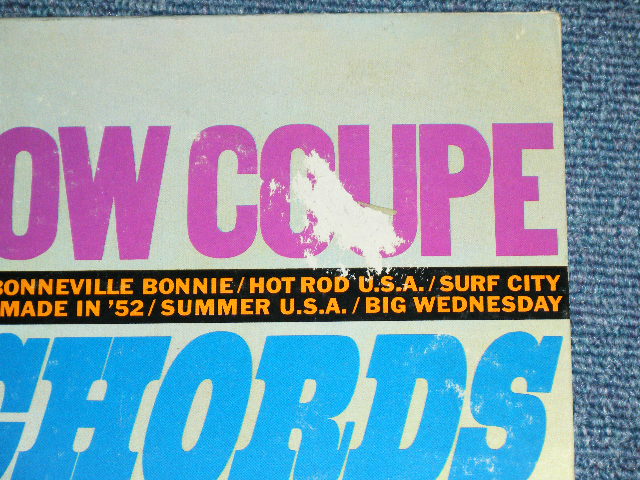 OW COUPE
BONNEVILLE BONNIE/HOT ROD U.S.A./SURF CITY
MADE IN '52/SUMMER U.S.A./BIG WEDNESDAY
CHORDS